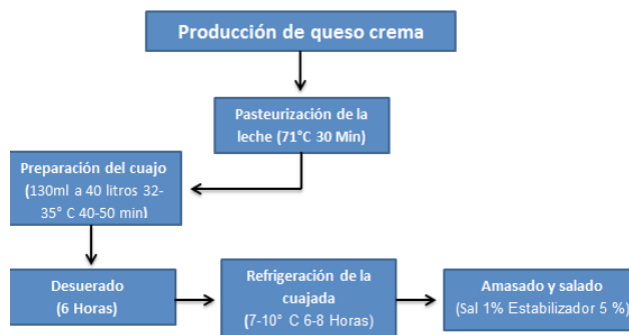 Producción de queso crema
Pasteurización de la
leche (71°C 30 Min)
Preparación del cuajo
(130ml a 40 litros 32-
35° C 40-50 min)
Desuerado
(6 Horas)
Refrigeración de la
cuajada
(7-10° C 6-8 Horas)
Amasado y salado
(Sal 1% Estabilizador 5 %)